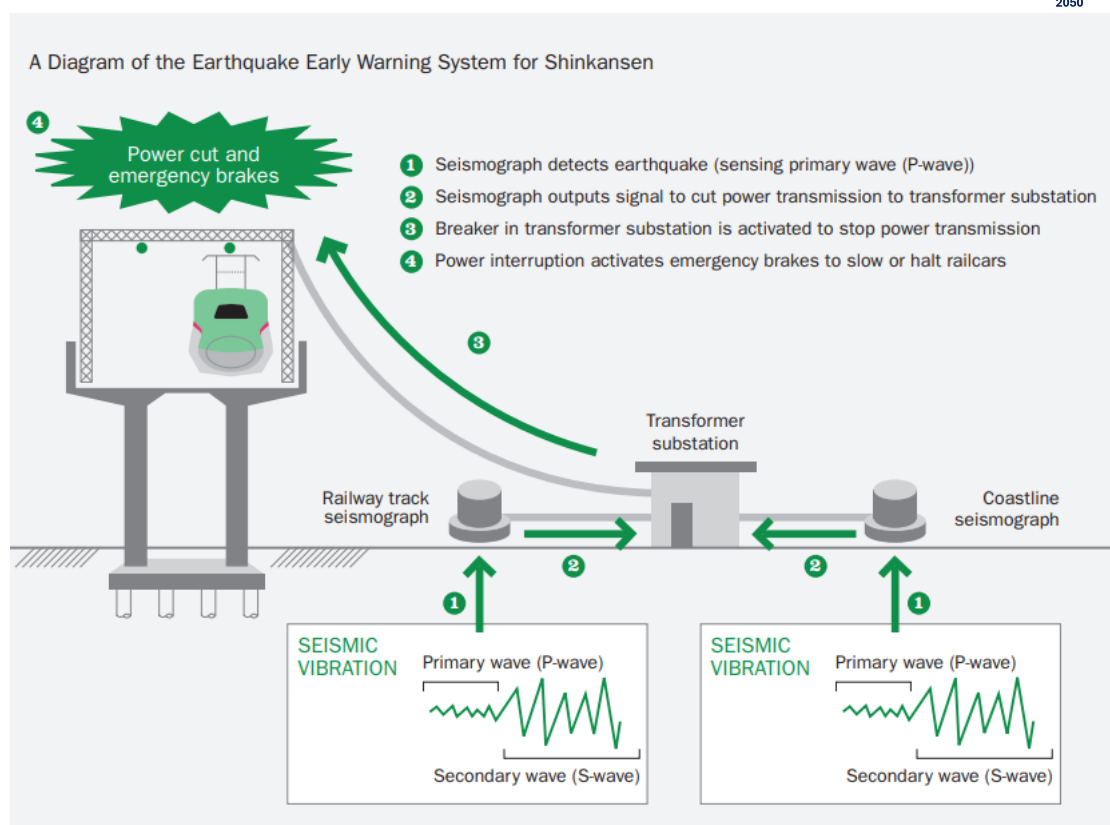 2050
A Diagram of the Earthquake Early Warning System for Shinkansen
4
Power cut and
emergency brakes
1 Seismograph detects earthquake (sensing primary wave (P-wave))
2 Seismograph outputs signal to cut power transmission to transformer substation
3 Breaker in transformer substation is activated to stop power transmission
4 Power interruption activates emergency brakes to slow or halt railcars
3
Transformer
substation
Railway track
seismograph
Coastline
seismograph
2
2
1
1
SEISMIC
VIBRATION
Primary wave (P-wave)
Secondary wave (S-wave)
SEISMIC
VIBRATION
Primary wave (P-wave)
Secondary wave (S-wave)